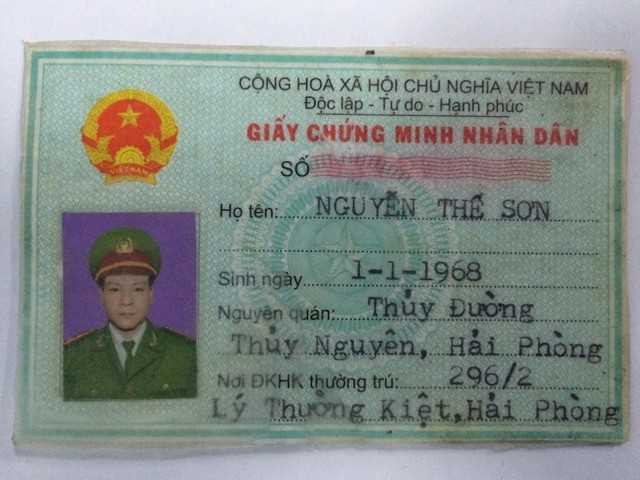 CỘNG HOÀ XÃ HỘI CHỦ NGHĨA VIỆT NAM
Độc lập - Tự do - Hạnh phúc
GIẤY CHỨNG MINH NHÂN DÂN
SỐ
Họ tên: NGUYỄN THẾ SƠN
Sinh ngày 1-1-1968
Nguyên quán: Thủy Đường
Thủy Nguyên, Hải Phòng
Nơi ĐKHK thường trú: 296/2
Lý Thường Kiệt,Hải Phòng
VIETNAM